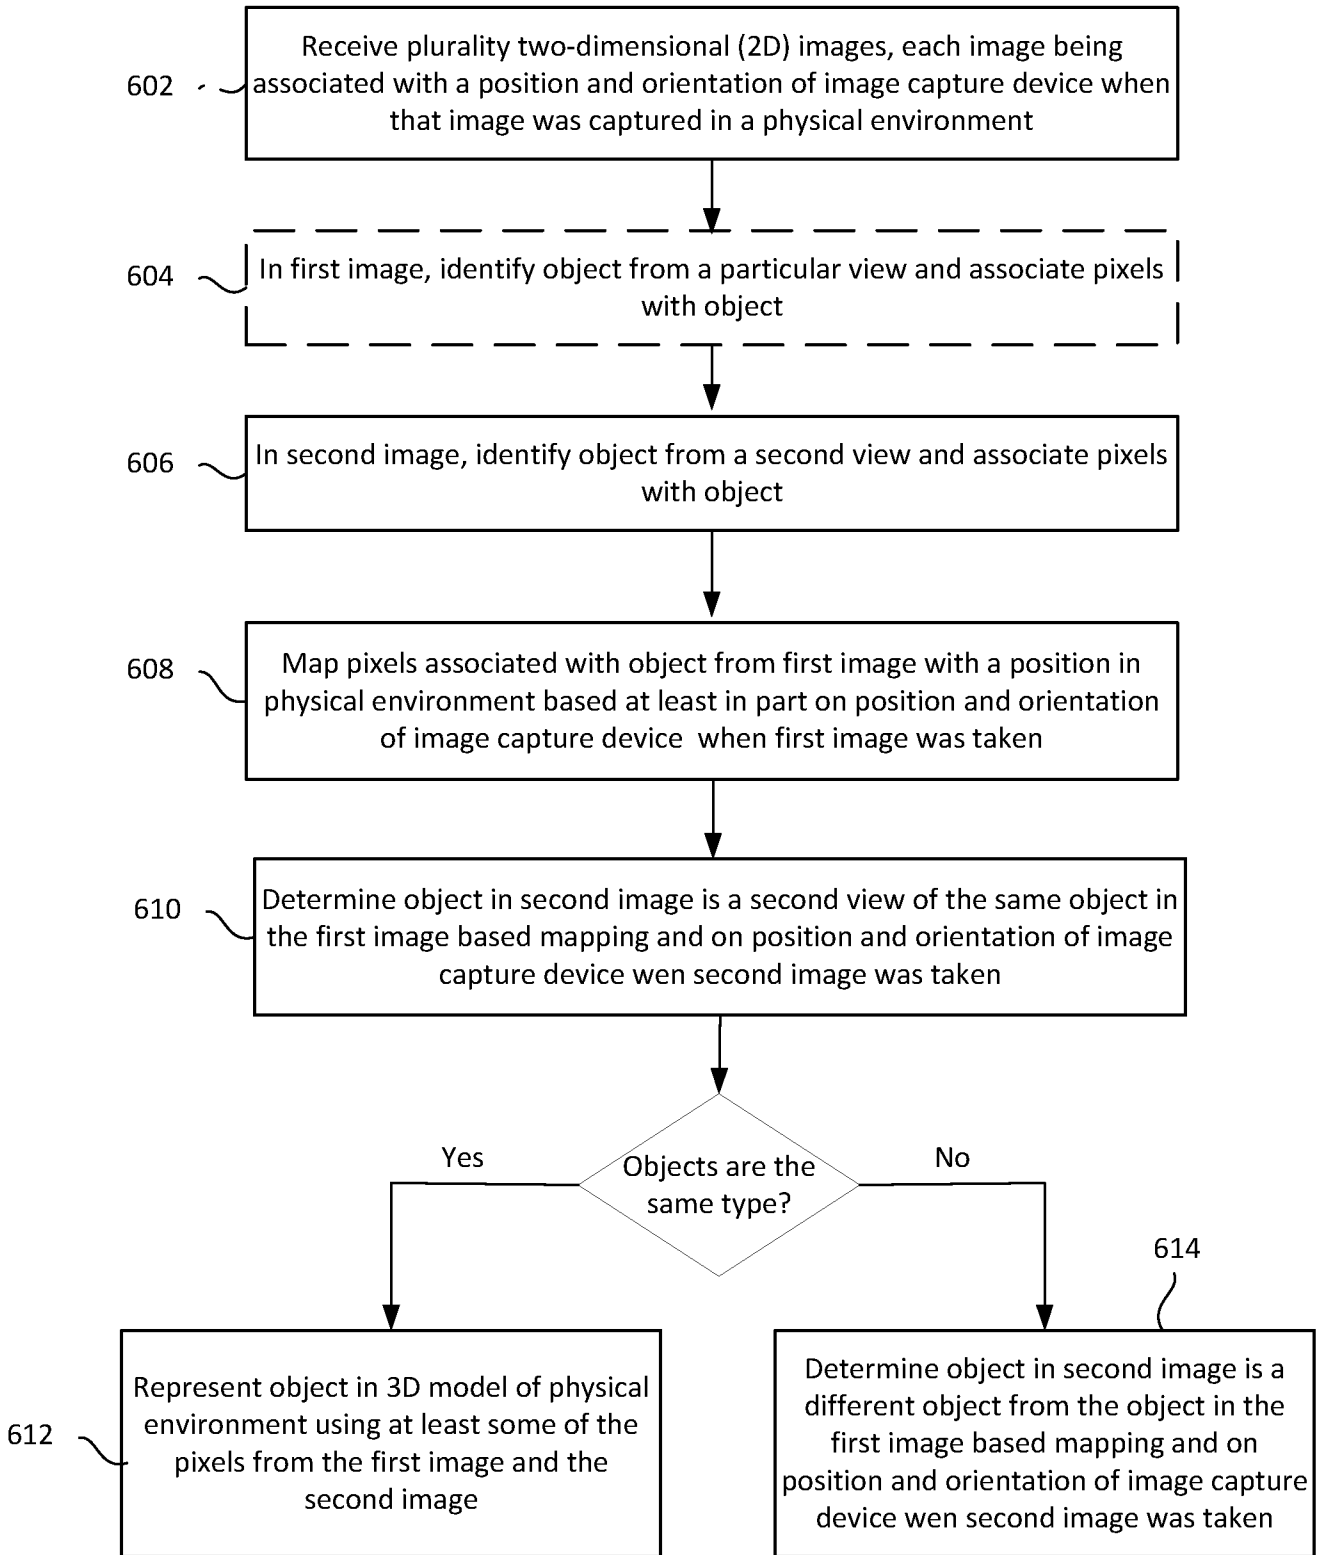 Receive plurality two-dimensional (2D) images, each image being
602
associated with a position and orientation of image capture device when
that image was captured in a physical environment
604
In first image, identify object from a particular view and associate pixels
with object
606
In second image, identify object from a second view and associate pixels
with object
608
Map pixels associated with object from first image with a position in
physical environment based at least in part on position and orientation
of image capture device when first image was taken
610
Determine object in second image is a second view of the same object in
the first image based mapping and on position and orientation of image
capture device wen second image was taken
Yes
No
Objects are the
same type?
612
Represent object in 3D model of physical
environment using at least some of the
pixels from the first image and the
second image
614
Determine object in second image is a
different object from the object in the
first image based mapping and on
position and orientation of image capture
device wen second image was taken